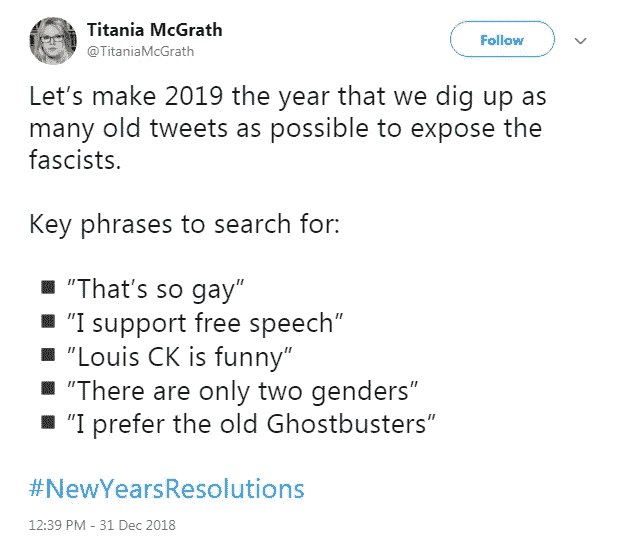 Titania McGrath
@TitaniaMcGrath
Follow
Let’s make 2019 the year that we dig up as
many old tweets as possible to expose the
fascists.
Key phrases to search for:
◾ “That’s so gay”
◾ “I support free speech”
◾ “Louis CK is funny”
◾ “There are only two genders”
◾ “I prefer the old Ghostbusters”
#NewYearsResolutions
12:39 PM - 31 Dec 2018